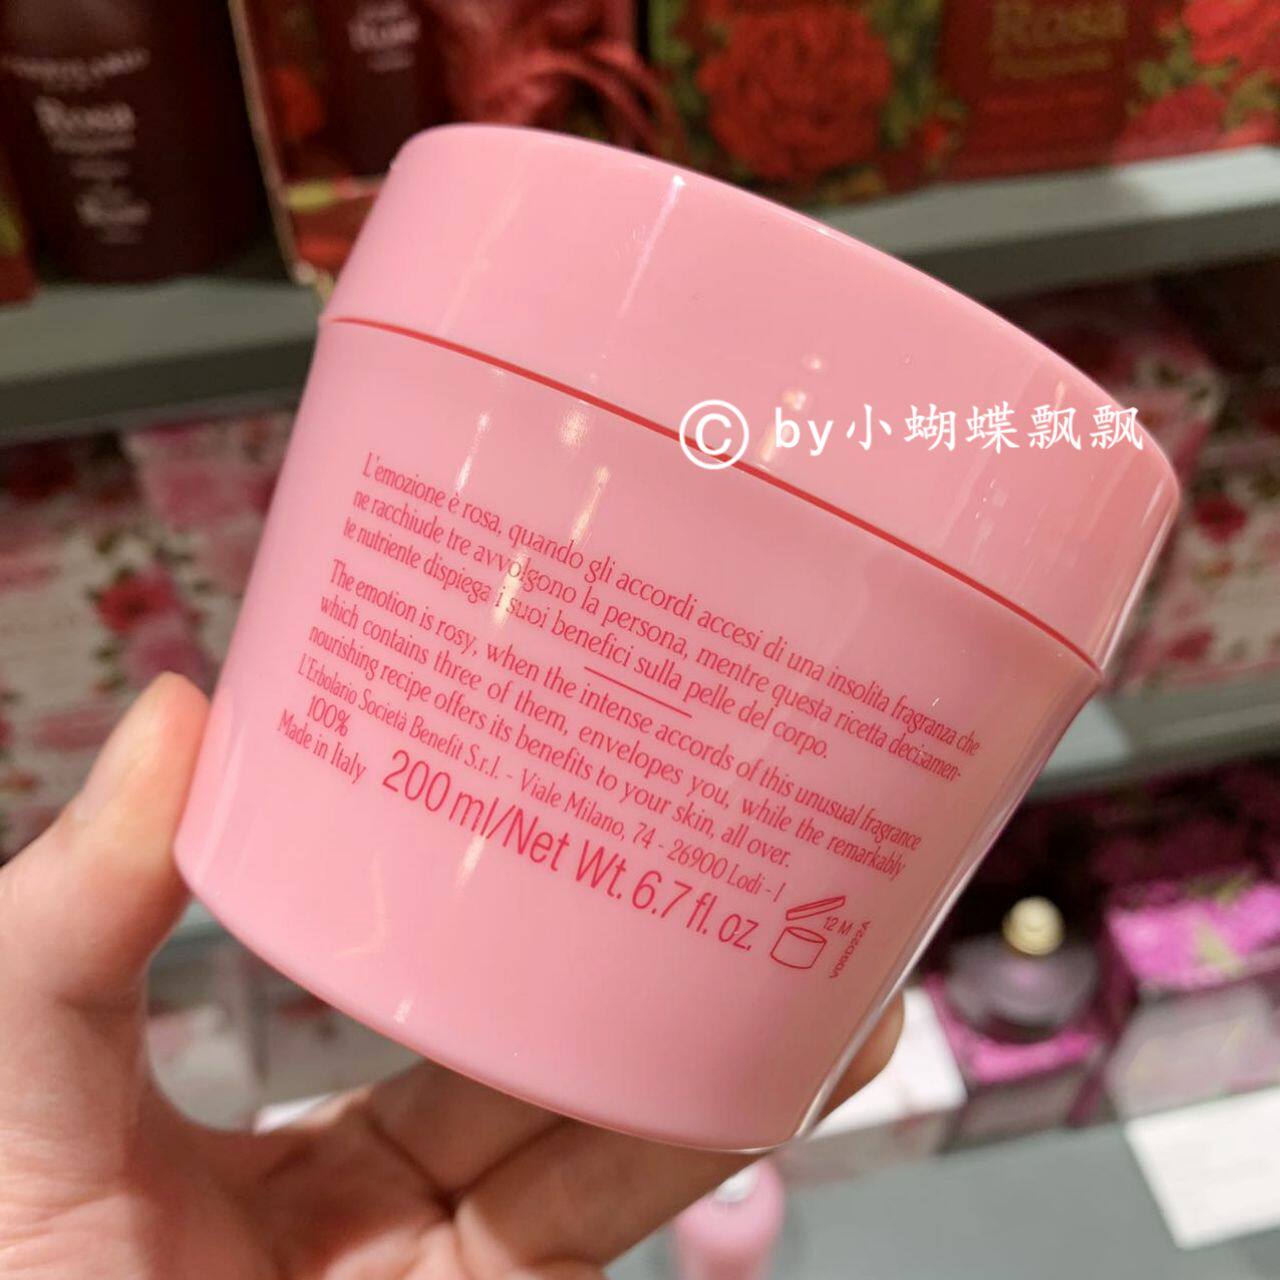 Rosa
Rosa
© by小蝴蝶飘飘
L'emozione è rosa, quando gli accordi accesi di una insolita fragranza che
ne racchiude tre avvolgono la persona, mentre questa ricetta decisamen-
te nutriente dispiega i suoi benefici sulla pelle del corpo.
The emotion is rosy, when the intense accords of this unusual fragrance
which contains three of them, envelopes you, while the remarkably
nourishing recipe offers its benefits to your skin, all over.
L'Erbolario Società Benefit S.r.l. - Viale Milano, 74 - 26900 Lodi - I
100%
Made in Italy
200 ml/Net Wt. 6.7 fl. oz.
12 M